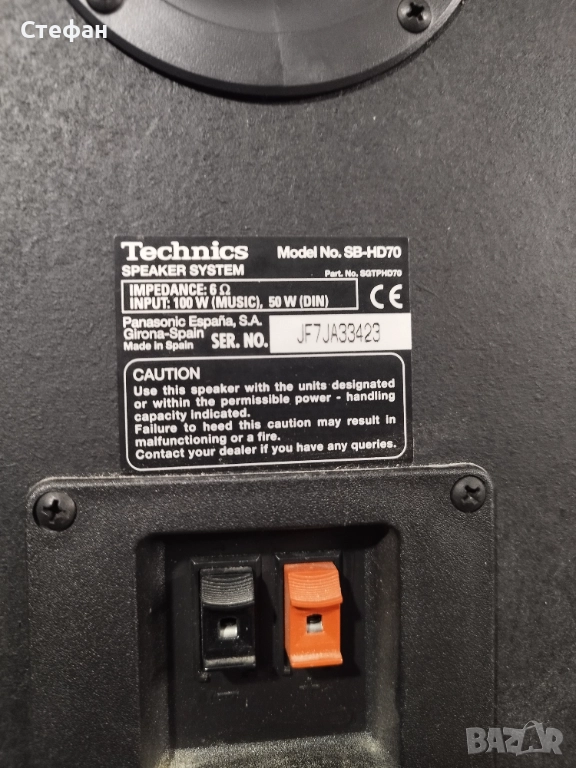 Стефан
Technics Model No. SB-HD70
SPEAKER SYSTEM Part. No. SGTPHD70
IMPEDANCE: 6 Ω
INPUT: 100 W (MUSIC), 50 W (DIN)
CE
Panasonic España, S.A.
Girona-Spain
Made in Spain SER. NO. JF7JA33423
CAUTION
Use this speaker with the units designated
or within the permissible power - handling
capacity indicated.
Failure to heed this caution may result in
malfunctioning or a fire.
Contact your dealer if you have any queries.
BAZAR